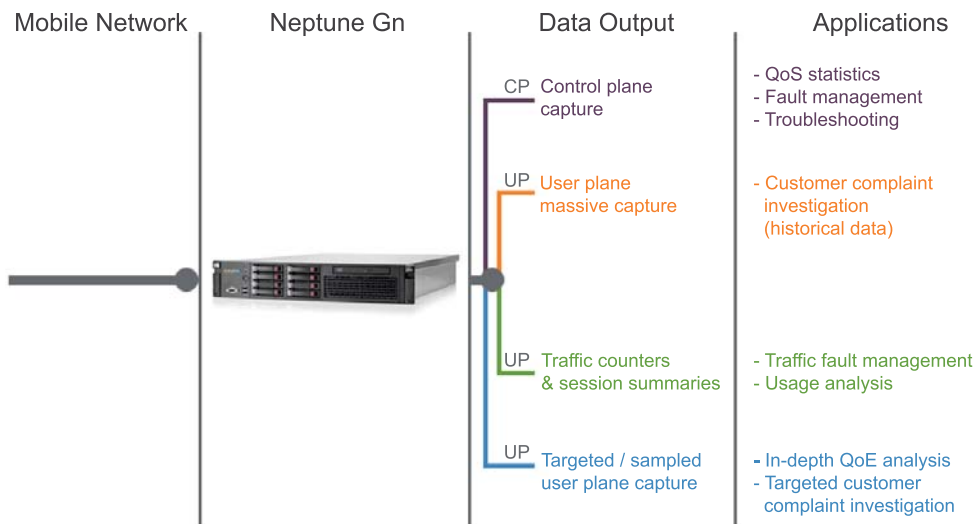 Mobile Network
Neptune Gn
Data Output
Applications
CP
Control plane
capture
- QoS statistics
- Fault management
- Troubleshooting
UP
User plane
massive capture
- Customer complaint
investigation
(historical data)
UP
Traffic counters
& session summaries
- Traffic fault management
- Usage analysis
UP
Targeted / sampled
user plane capture
- In-depth QoE analysis
- Targeted customer
complaint investigation